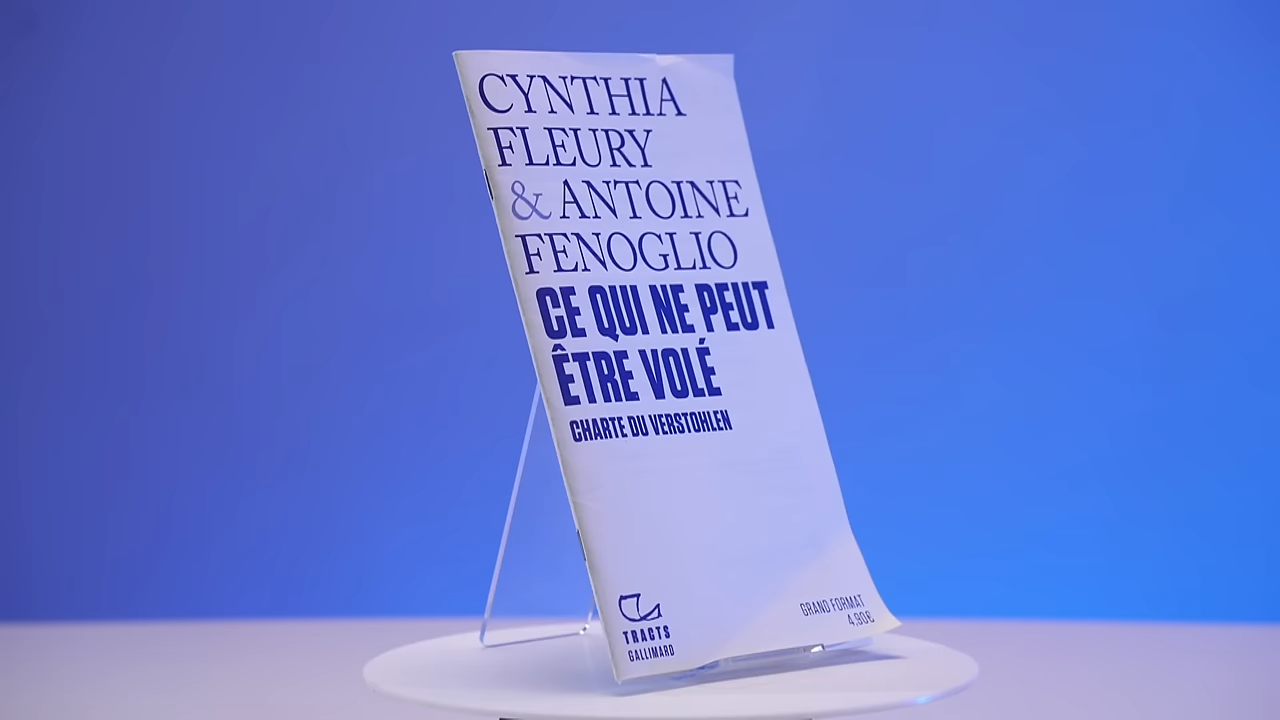 CYNTHIA
FLEURY
& ANTOINE
FENOGLIO
CE QUI NE PEUT
ÊTRE VOLÉ
CHARTE DU VERSTOHLEN
TRACTS
GALLIMARD
GRAND FORMAT
4,90€